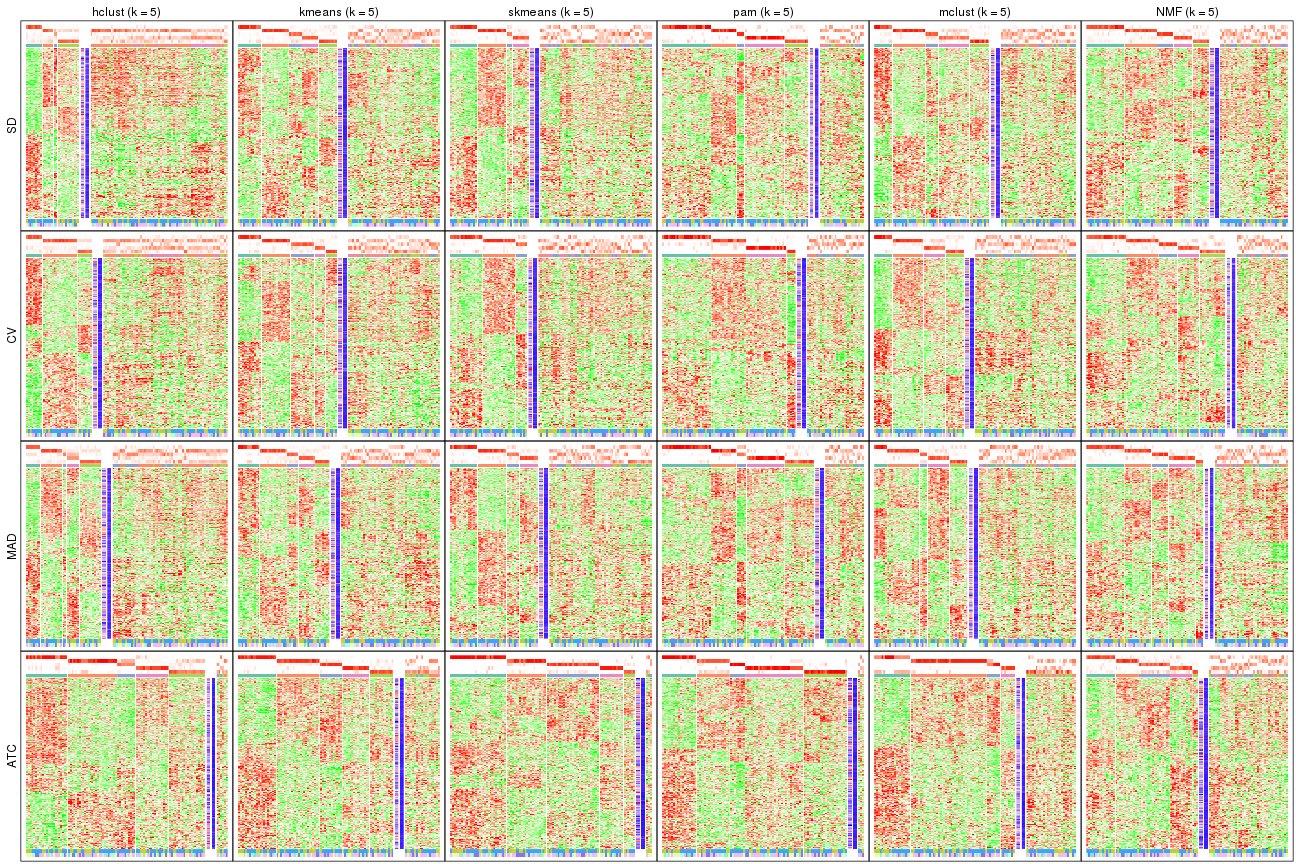 hclust (k = 5) kmeans (k = 5) skmeans (k = 5) pam (k = 5) mclust (k = 5) NMF (k = 5)
SD
CV
MAD
ATC